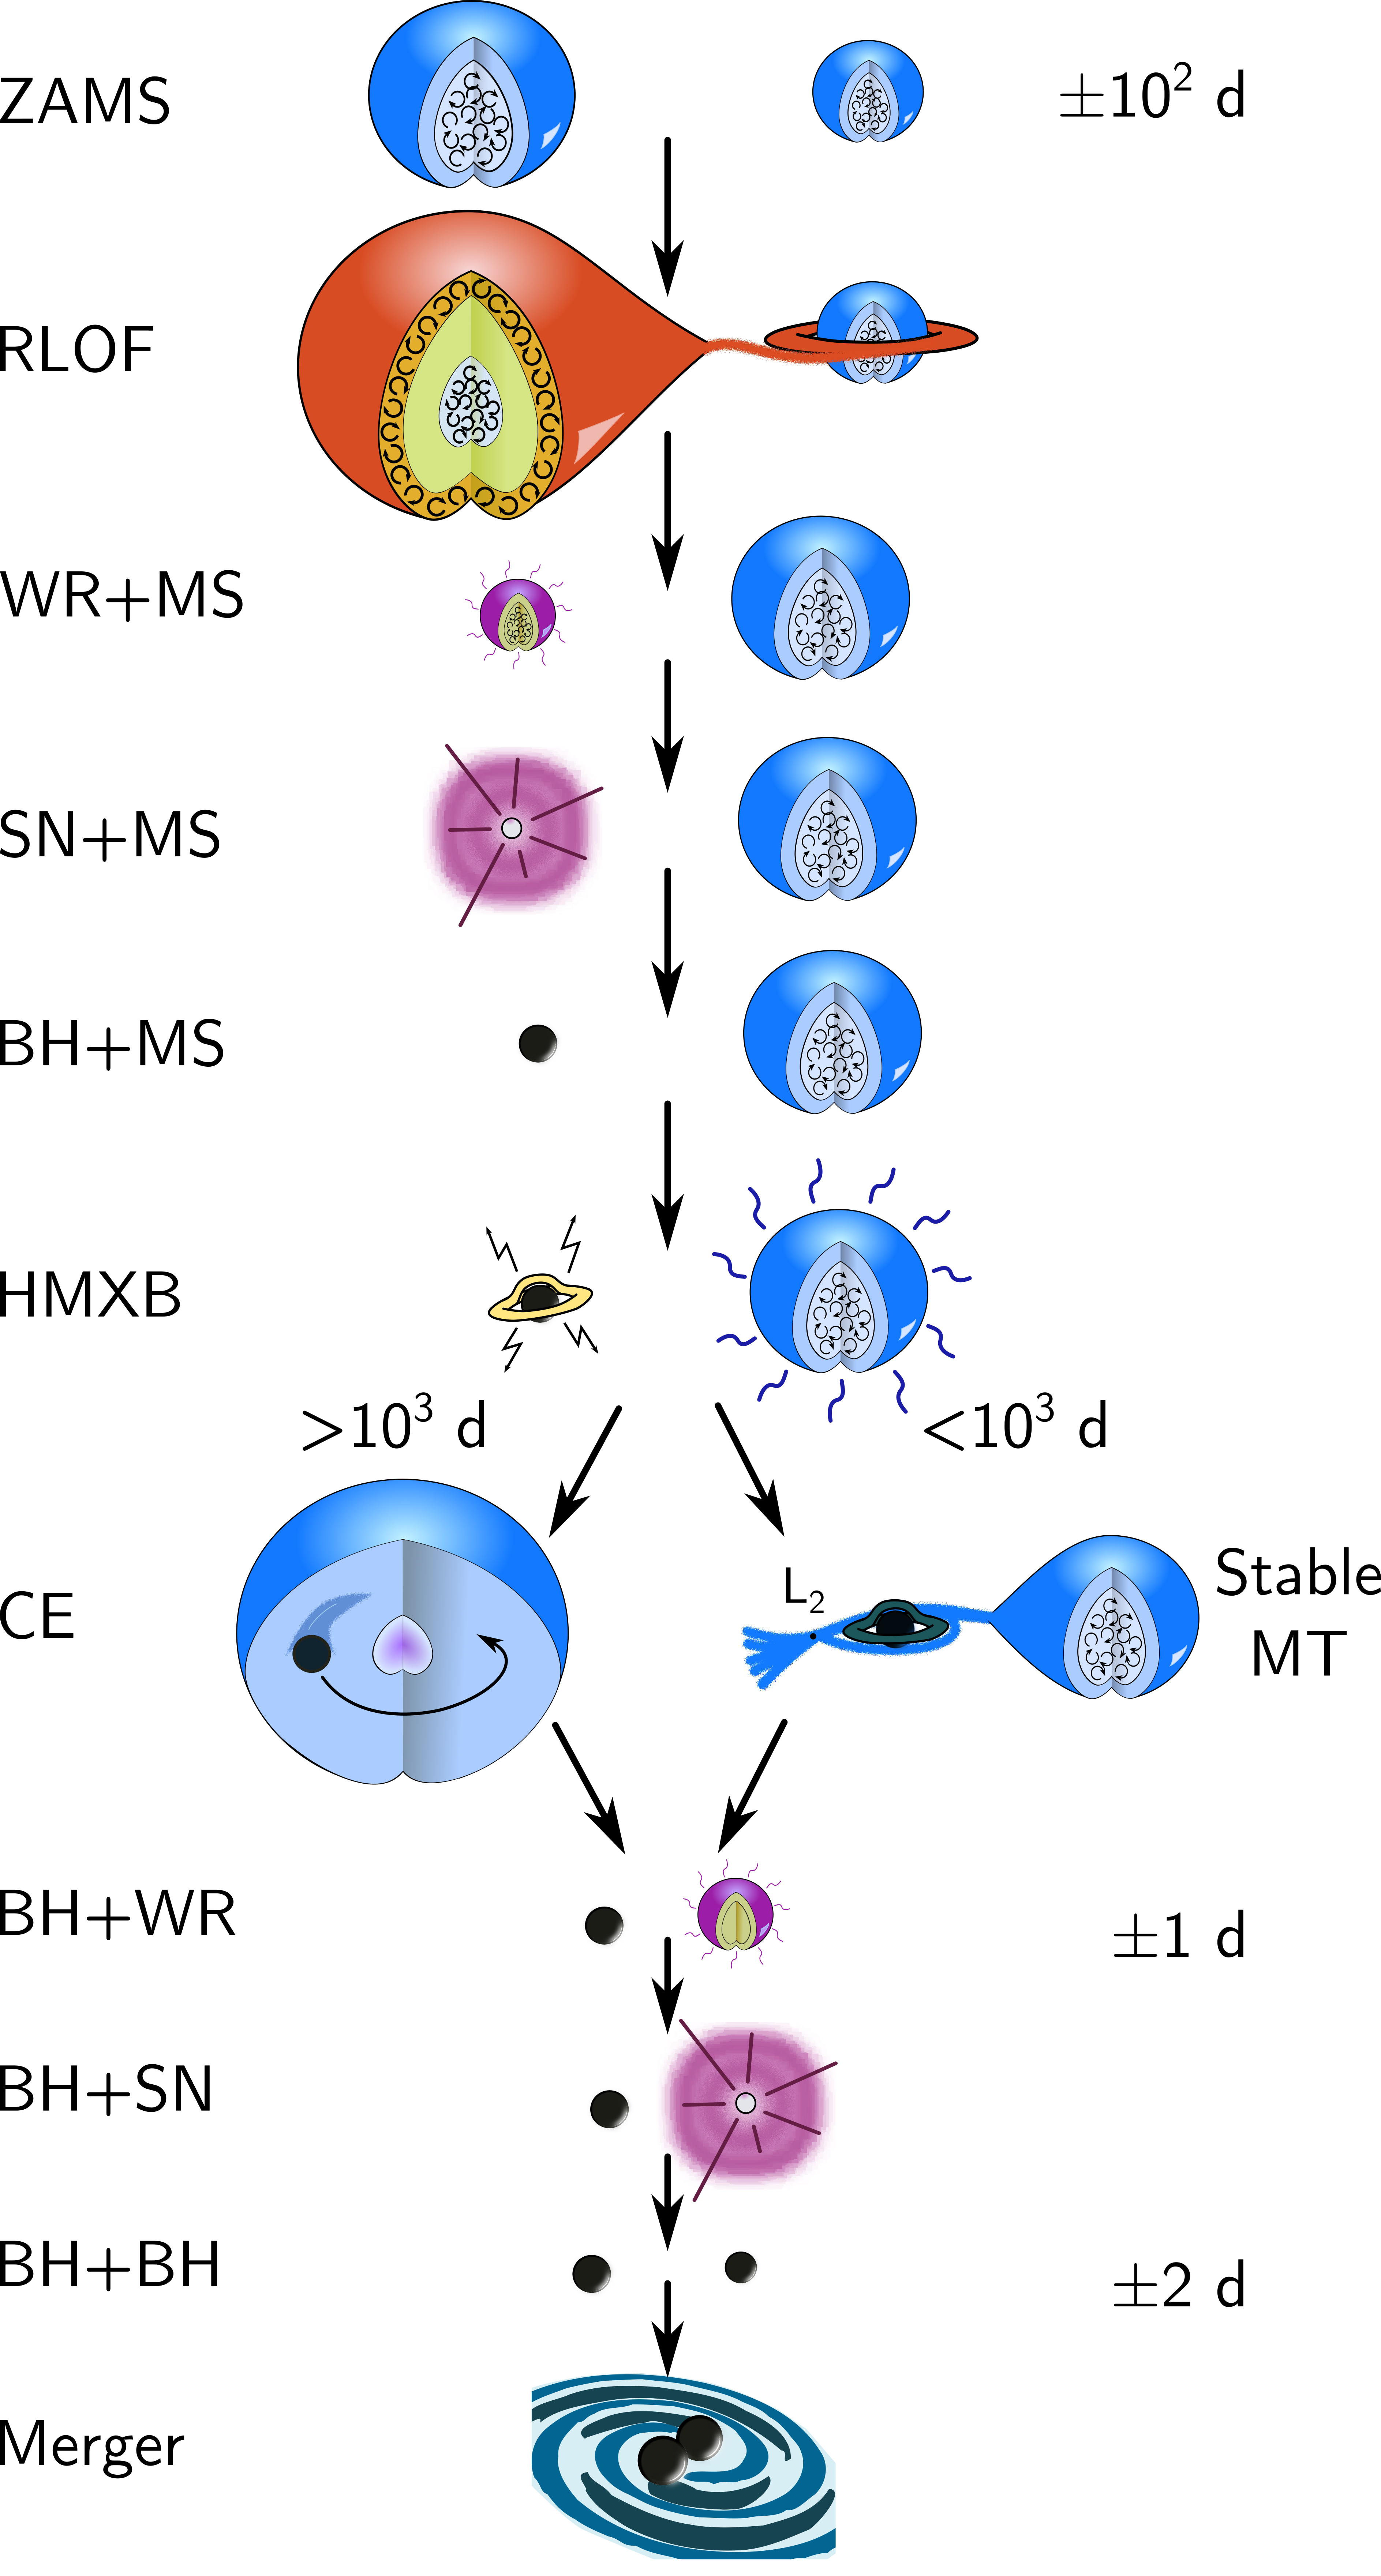 ZAMS
±10² d
RLOF
WR+MS
SN+MS
BH+MS
HMXB
>10³ d
<10³ d
CE
L₂
Stable
MT
BH+WR
±1 d
BH+SN
BH+BH
±2 d
Merger